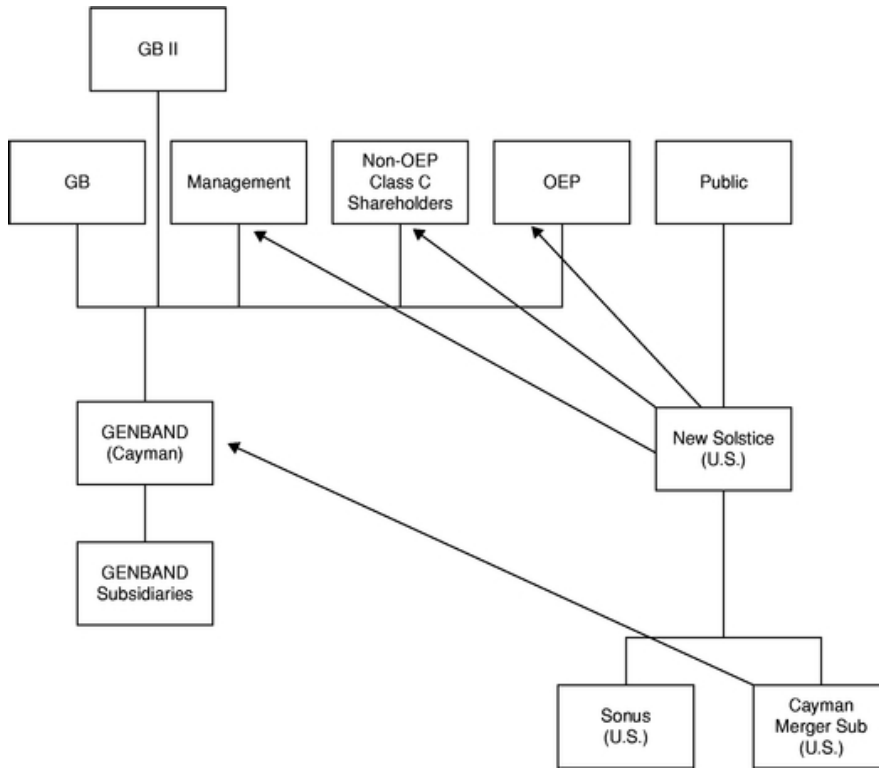 GB II
GB
Management
Non-OEP
Class C
Shareholders
OEP
Public
GENBAND
(Cayman)
New Solstice
(U.S.)
GENBAND
Subsidiaries
Sonus
(U.S.)
Cayman
Merger Sub
(U.S.)